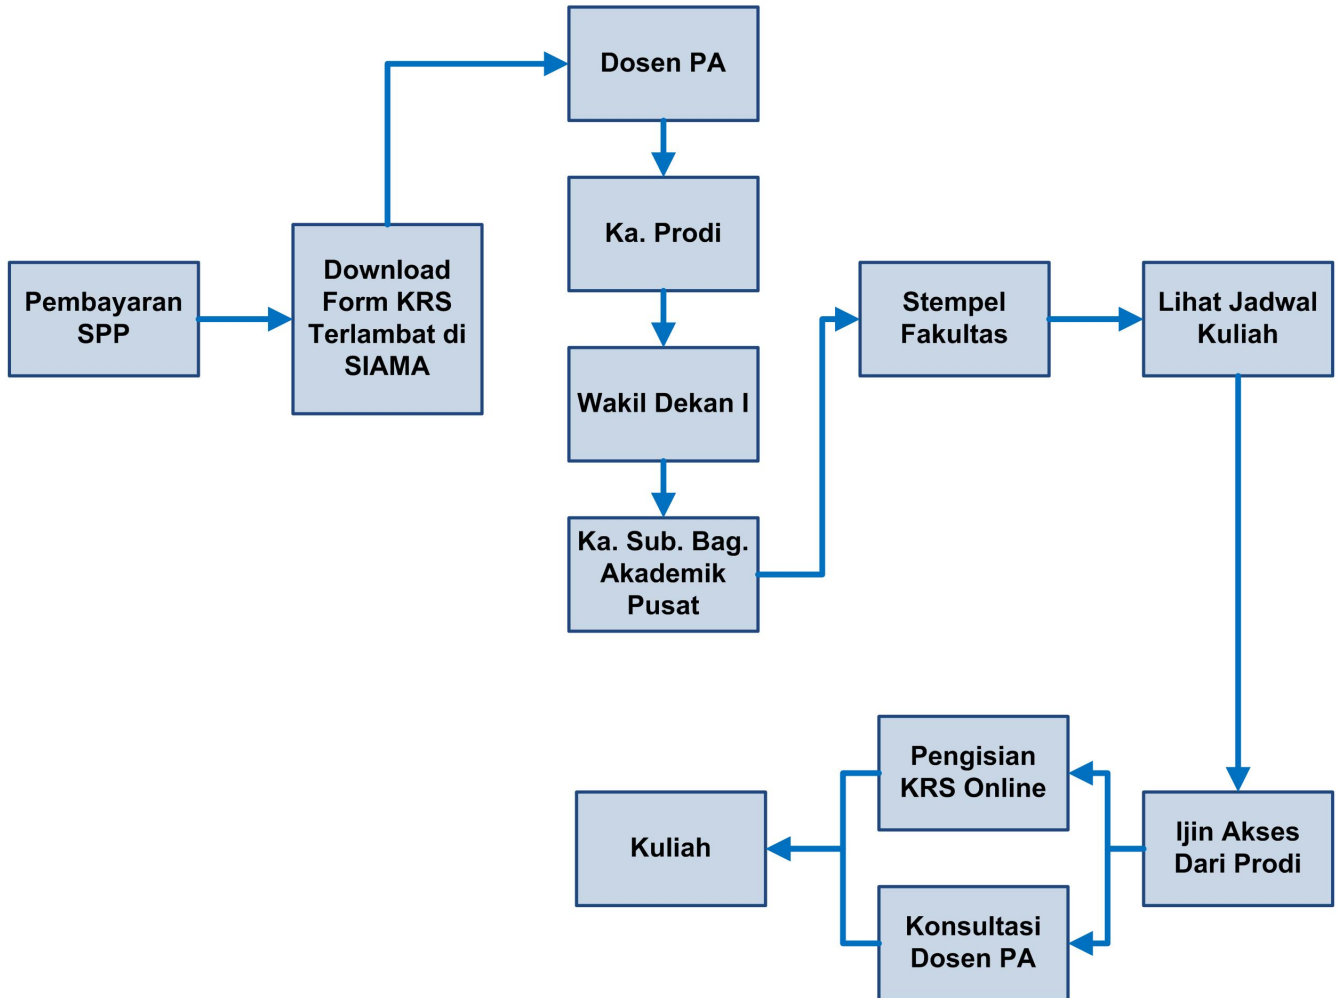 Pembayaran
SPP
Download
Form KRS
Terlambat di
SIAMA
Dosen PA
Ka. Prodi
Wakil Dekan I
Ka. Sub. Bag.
Akademik
Pusat
Stempel
Fakultas
Lihat Jadwal
Kuliah
Ijin Akses
Dari Prodi
Pengisian
KRS Online
Konsultasi
Dosen PA
Kuliah